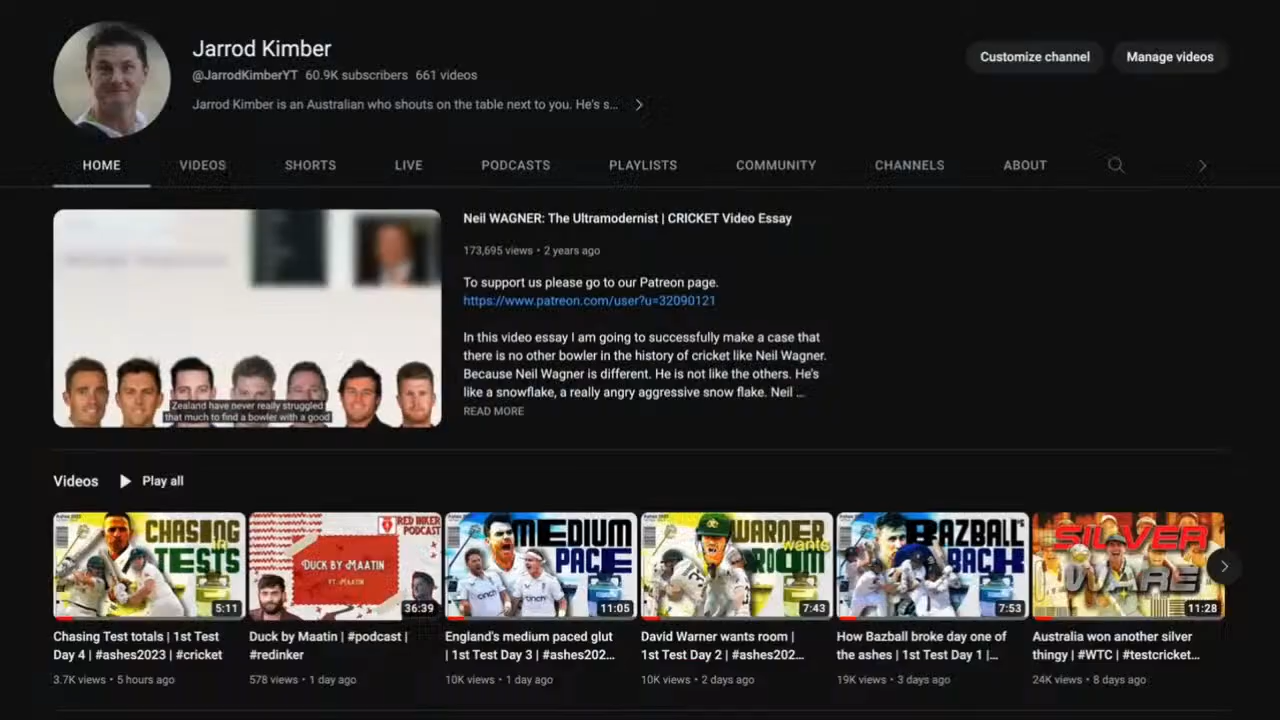 Jarrod Kimber
@JarrodKimberYT 60.9K subscribers 661 videos
Jarrod Kimber is an Australian who shouts on the table next to you. He's s...
Customize channel
Manage videos
HOME
VIDEOS
SHORTS
LIVE
PODCASTS
PLAYLISTS
COMMUNITY
CHANNELS
ABOUT
Zealand have never really struggled
that much to find a bowler with a good
Neil WAGNER: The Ultramodernist | CRICKET Video Essay
173,695 views • 2 years ago
To support us please go to our Patreon page.
https://www.patreon.com/user?u=32090121
In this video essay I am going to successfully make a case that
there is no other bowler in the history of cricket like Neil Wagner.
Because Neil Wagner is different. He is not like the others. He's
like a snowflake, a really angry aggressive snow flake. Neil ...
READ MORE
Videos
Play all
CHASING
TESTS
5:11
RED INKER
PODCAST
DUCK BY MAATIN
FT. MAATIN
36:39
MEDIUM
PACE
cinch
cinch
11:05
WARNER
wants
ROOM
7:43
BAZBALL
BACH
7:53
SILVER
WARE
11:28
Chasing Test totals | 1st Test
Day 4 | #ashes2023 | #cricket
3.7K views • 5 hours ago
Duck by Maatin | #podcast |
#redinker
578 views • 1 day ago
England's medium paced glut
| 1st Test Day 3 | #ashes202...
10K views • 1 day ago
David Warner wants room |
1st Test Day 2 | #ashes202...
10K views • 2 days ago
How Bazball broke day one of
the ashes | 1st Test Day 1 |...
19K views • 3 days ago
Australia won another silver
thingy | #WTC | #testcricket...
24K views • 8 days ago